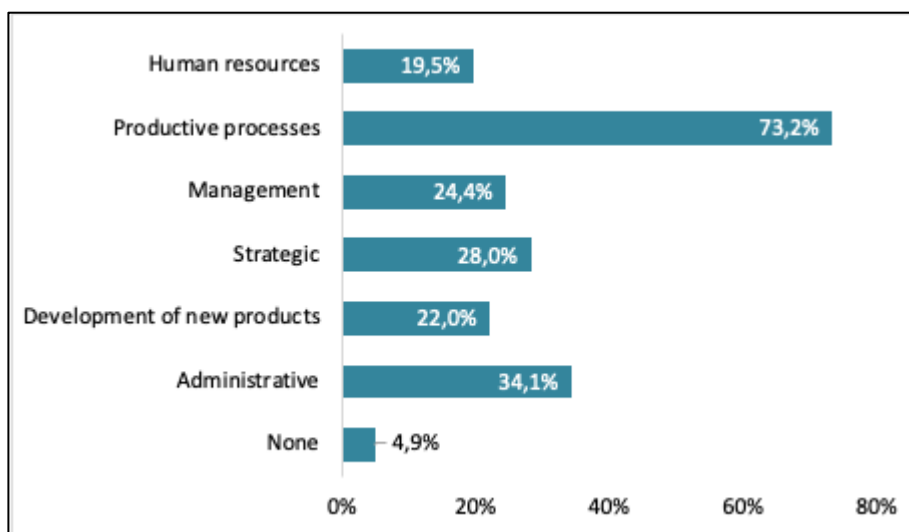 Human resources 19,5%
Productive processes 73,2%
Management 24,4%
Strategic 28,0%
Development of new products 22,0%
Administrative 34,1%
None 4,9%
0% 20% 40% 60% 80%